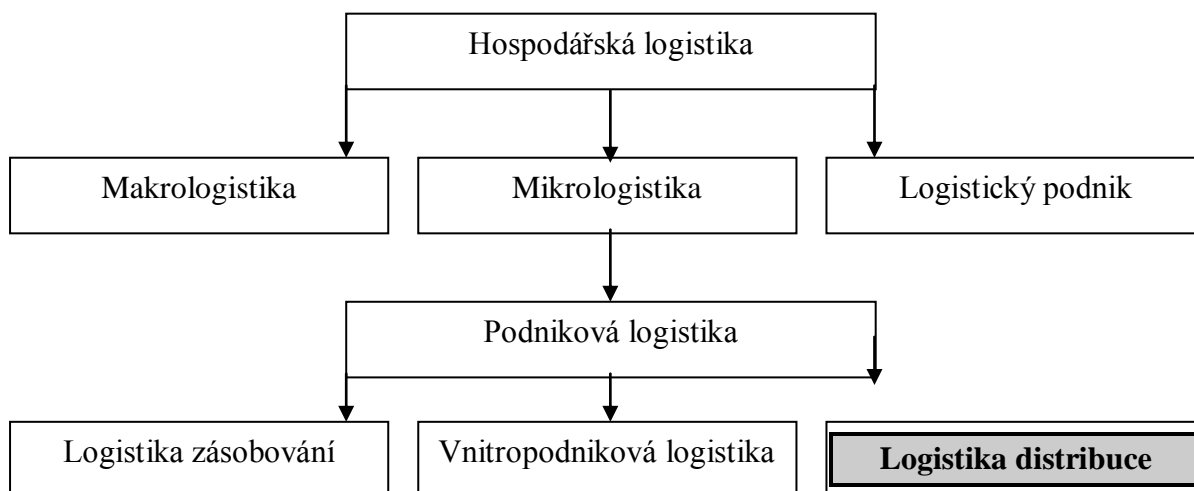 Hospodářská logistika
Makrologistika
Mikrologistika
Logistický podnik
Podniková logistika
Logistika zásobování
Vnitropodniková logistika
Logistika distribuce